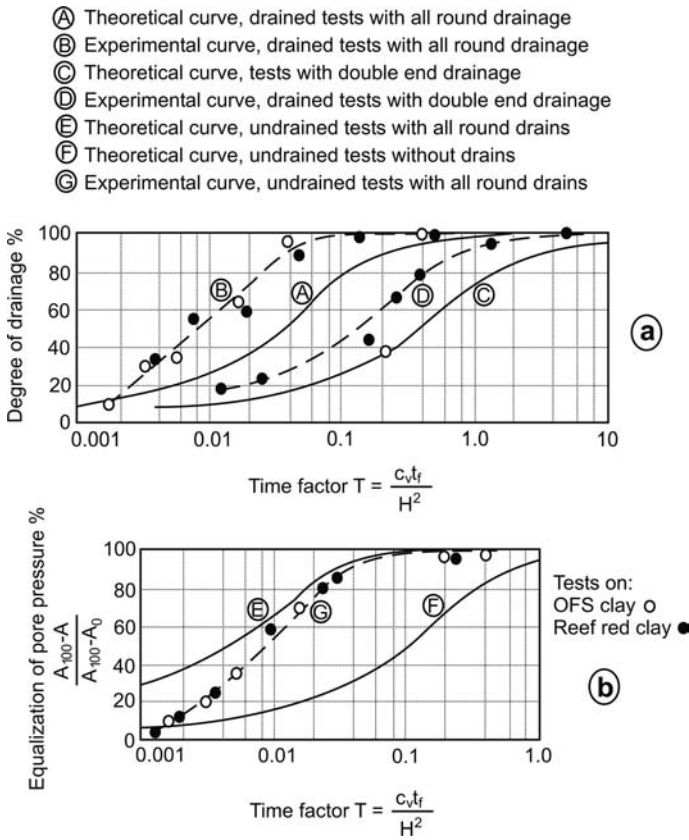 Ⓐ Theoretical curve, drained tests with all round drainage
Ⓑ Experimental curve, drained tests with all round drainage
Ⓒ Theoretical curve, tests with double end drainage
Ⓓ Experimental curve, drained tests with double end drainage
Ⓔ Theoretical curve, undrained tests with all round drains
Ⓕ Theoretical curve, undrained tests without drains
Ⓖ Experimental curve, undrained tests with all round drains
Degree of drainage %
100
80
60
40
20
0
Ⓑ Ⓐ Ⓓ Ⓒ
ⓐ
0.001 0.01 0.1 1.0 10
Time factor T = cᵥt_f / H²
Equalization of pore pressure %
A₁₀₀-A / A₁₀₀-A₀
100
80
60
40
20
0
Ⓔ Ⓖ Ⓕ
Tests on:
OFS clay ○
Reef red clay ●
ⓑ
0.001 0.01 0.1 1.0
Time factor T = cᵥt_f / H²